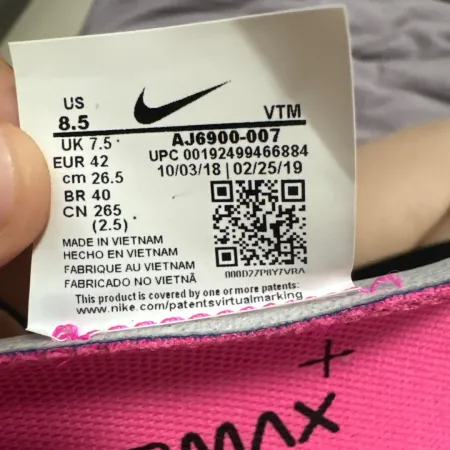 US
8.5
VTM
UK 7.5
EUR 42
cm 26.5
BR 40
CN 265
(2.5)
AJ6900-007
UPC 00192499466884
10/03/18 | 02/25/19
MADE IN VIETNAM
HECHO EN VIETNAM
FABRIQUE AU VIETNAM
FABRICADO NO VIETNÃ
This product is covered by one or more patents:
www.nike.com/patentsvirtualmarking
+